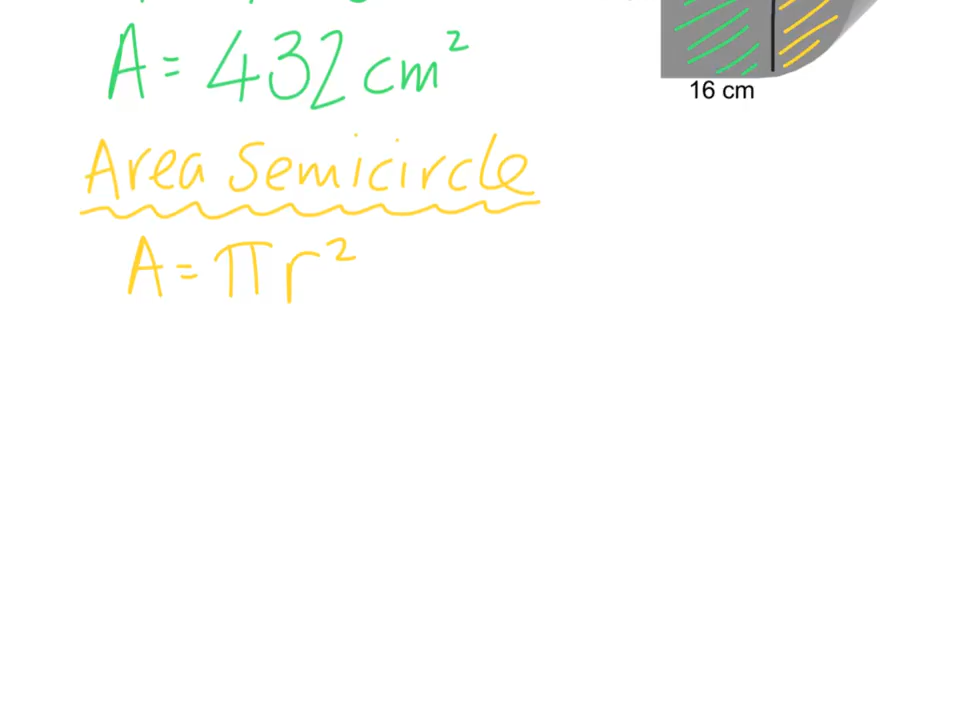 A = 432 cm²
16 cm
Area Semicircle
A = πr²